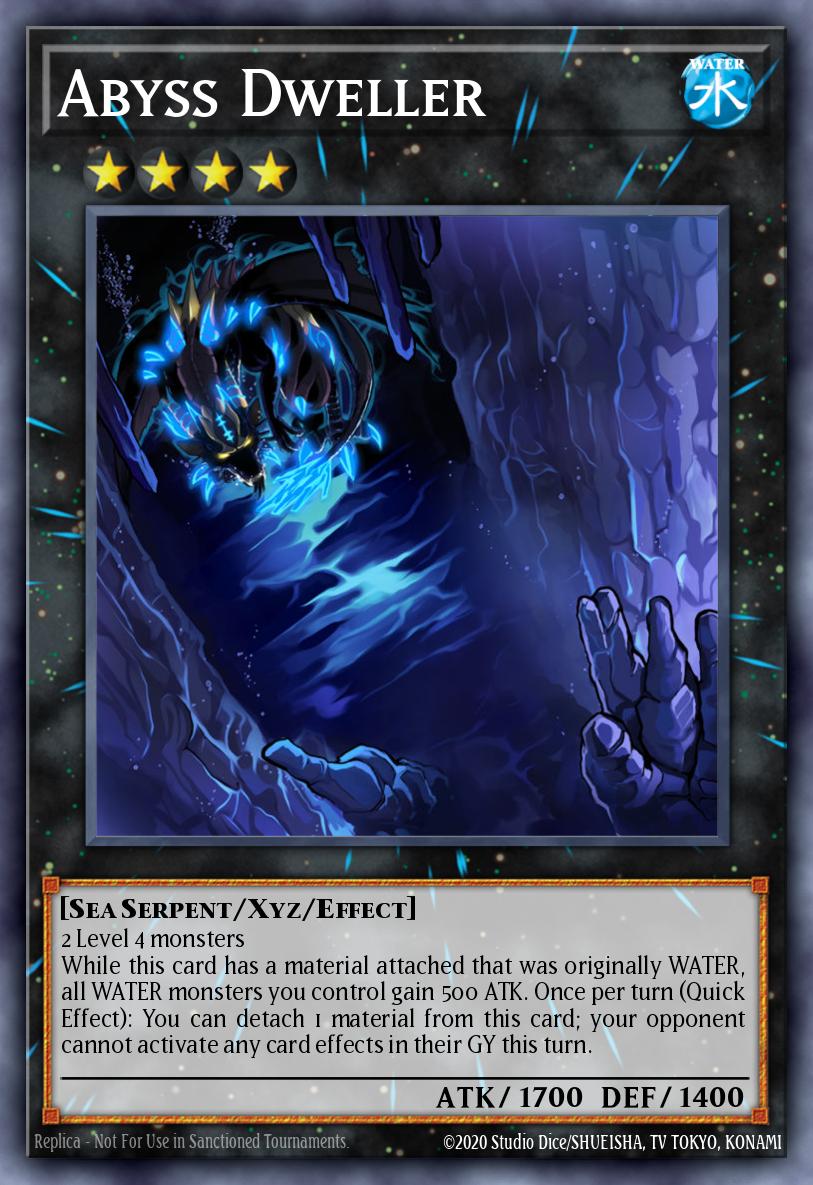 Abyss Dweller
WATER
水
[Sea Serpent/Xyz/Effect]
2 Level 4 monsters
While this card has a material attached that was originally WATER,
all WATER monsters you control gain 500 ATK. Once per turn (Quick
Effect): You can detach 1 material from this card; your opponent
cannot activate any card effects in their GY this turn.
ATK/ 1700 DEF/ 1400
Replica - Not For Use in Sanctioned Tournaments.
©2020 Studio Dice/SHUEISHA, TV TOKYO, KONAMI